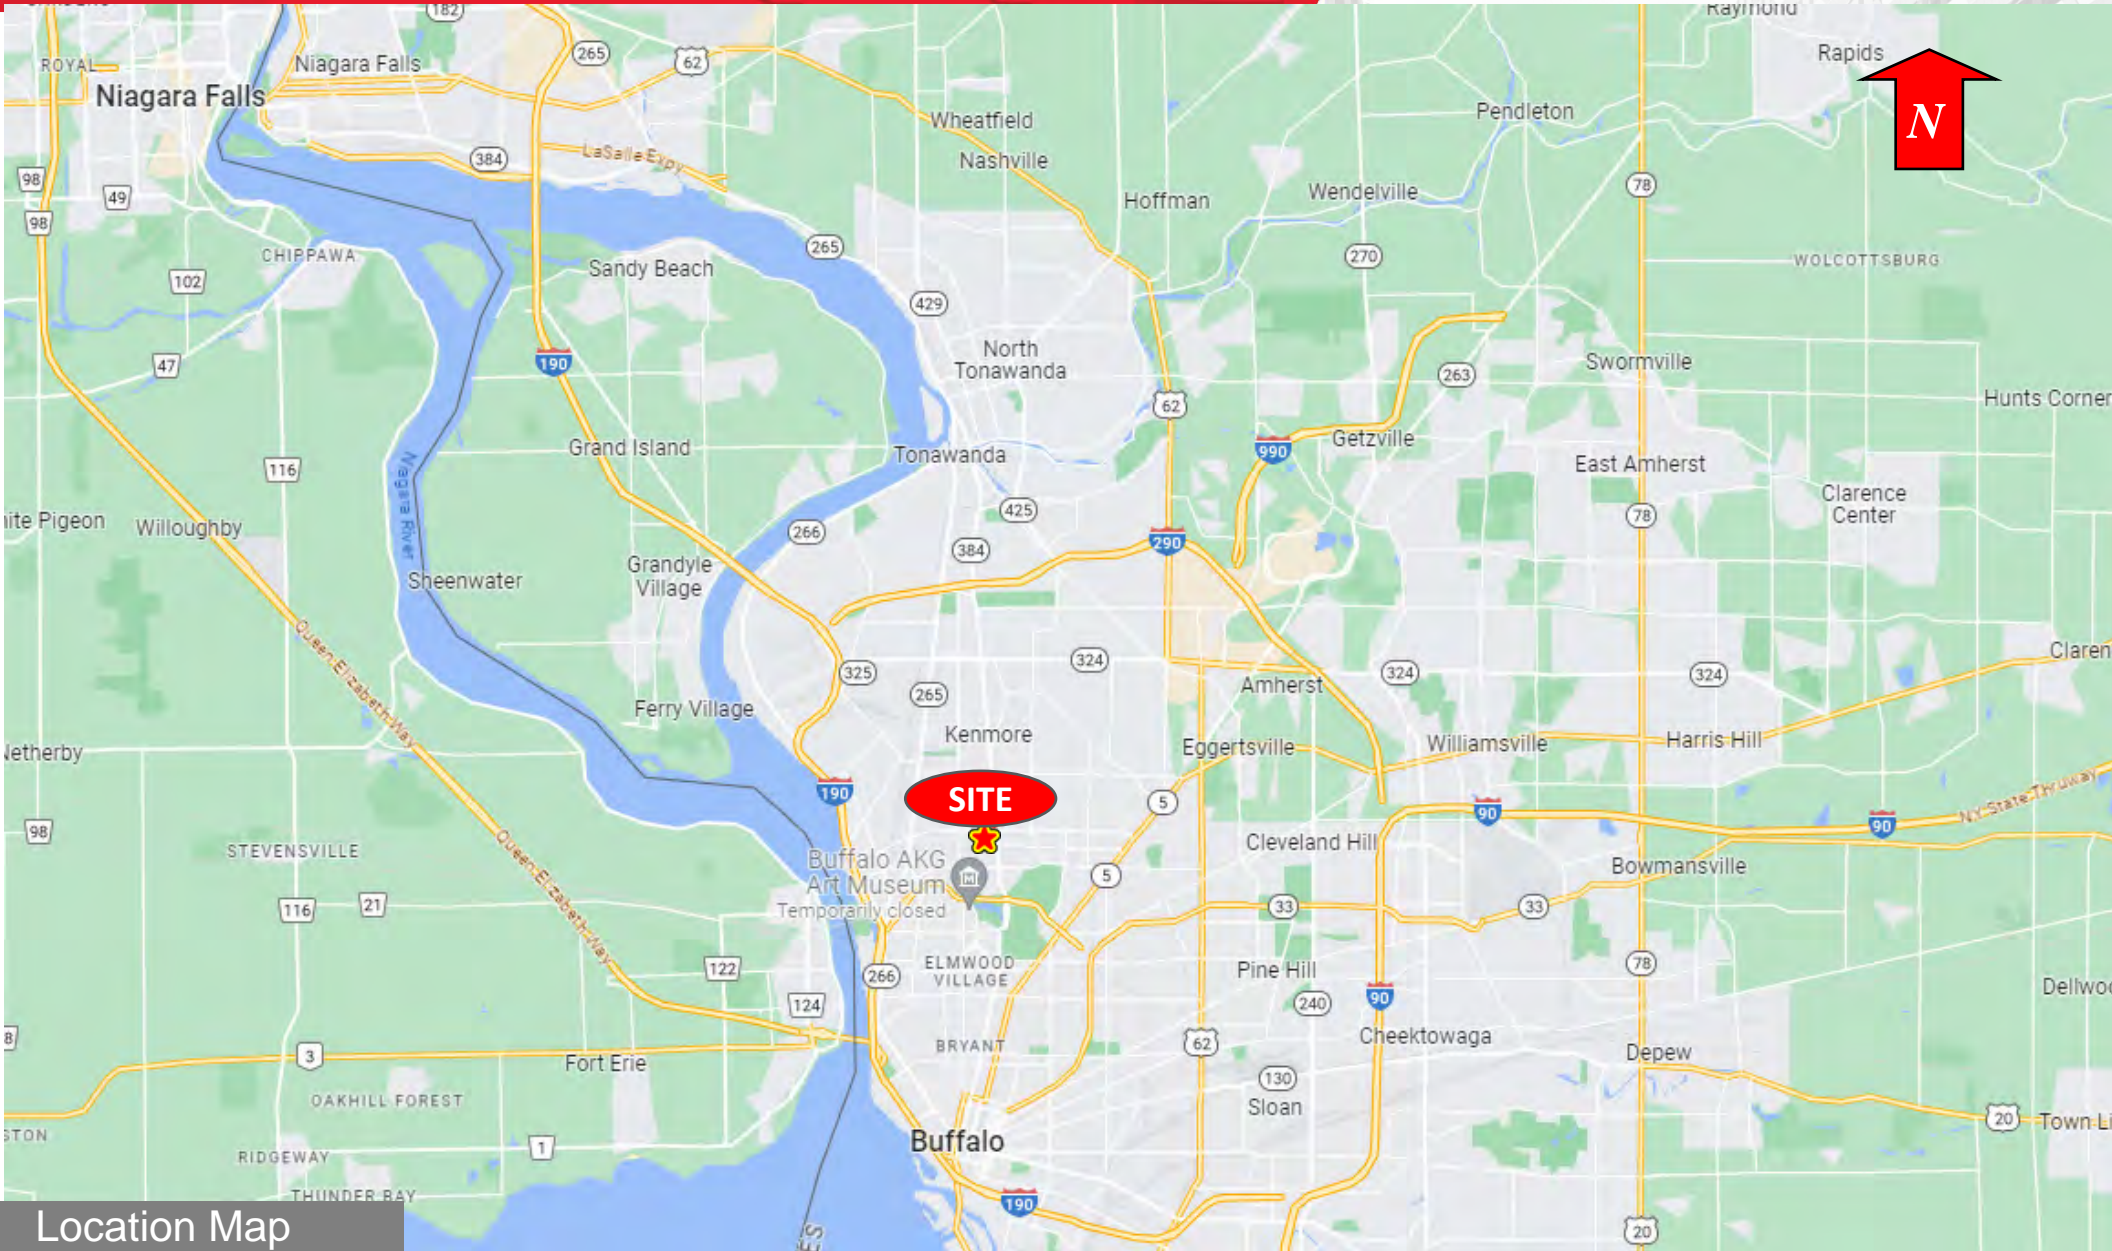 182
Raymond
Rapids
N
ROYAL
Niagara Falls
265
62
Niagara Falls
Wheatfield
Pendleton
384
LaSalle Expy
Nashville
98
49
98
Hoffman
Wendelville
78
CHIPPAWA
265
270
WOLCOTTSBURG
Sandy Beach
102
429
47
190
North
Tonawanda
263
Swormville
62
Hunts Corner
Grand Island
Tonawanda
990
Getzville
116
East Amherst
Niagara River
Clarence
Center
425
78
ite Pigeon
Willoughby
266
290
384
Grandyle
Village
Sheenwater
Queen Elizabeth Way
325
324
324
324
Claren
265
Amherst
Ferry Village
Kenmore
Eggertsville
Williamsville
Harris Hill
Netherby
190
SITE
5
90
90
NY State Thruway
98
Cleveland Hill
STEVENSVILLE
Queen Elizabeth Way
Buffalo AKG
Art Museum
Temporarily closed
5
Bowmansville
116
21
33
33
122
266
ELMWOOD
VILLAGE
Pine Hill
78
124
240
90
Dellwoo
8
3
Fort Erie
BRYANT
62
Cheektowaga
Depew
130
Sloan
OAKHILL FOREST
20
Town Li
STON
1
Buffalo
RIDGEWAY
THUNDER BAY
190
20
ES
Location Map